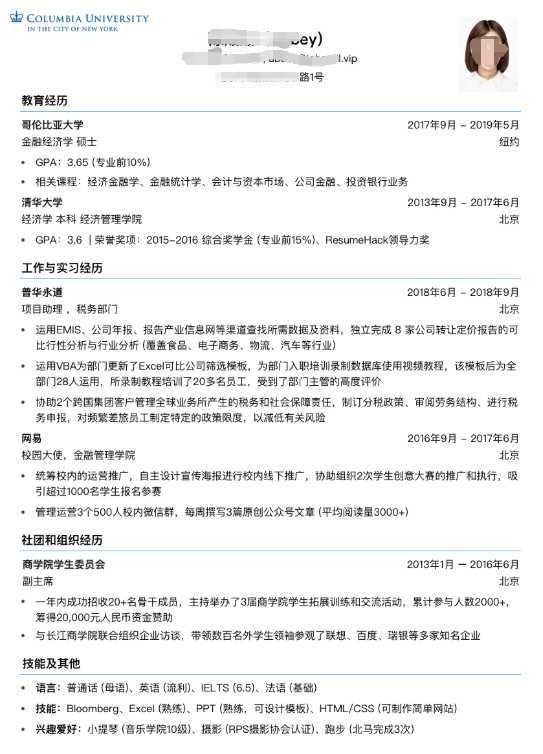 COLUMBIA UNIVERSITY
IN THE CITY OF NEW YORK
bey)
l.vip
路1号
教育经历
哥伦比亚大学 2017年9月 - 2019年5月
金融经济学 硕士 纽约
• GPA：3.65 (专业前10%)
• 相关课程：经济金融学、金融统计学、会计与资本市场、公司金融、投资银行业务
清华大学 2013年9月 - 2017年6月
经济学 本科 经济管理学院 北京
• GPA：3.6 | 荣誉奖项：2015-2016 综合奖学金 (专业前15%)、ResumeHack领导力奖
工作与实习经历
普华永道 2018年6月 - 2018年9月
项目助理 ，税务部门 北京
• 运用EMIS、公司年报、报告产业信息网等渠道查找所需数据及资料，独立完成 8 家公司转让定价报告的可
比行性分析与行业分析 (覆盖食品、电子商务、物流、汽车等行业)
• 运用VBA为部门更新了Excel可比公司筛选模板，为部门入职培训录制数据库使用视频教程，该模板后为全
部门28人运用，所录制教程培训了20多名员工，受到了部门主管的高度评价
• 协助2个跨国集团客户管理全球业务所产生的税务和社会保障责任，制订分税政策、审阅劳务结构、进行税
务申报，对频繁差旅员工制定特定的政策限度，以减低有关风险
网易 2016年9月 - 2017年6月
校园大使，金融管理学院 北京
• 统筹校内的运营推广，自主设计宣传海报进行校内线下推广，协助组织2次学生创意大赛的推广和执行，吸
引超过1000名学生报名参赛
• 管理运营3个500人校内微信群，每周撰写3篇原创公众号文章 (平均阅读量3000+)
社团和组织经历
商学院学生委员会 2013年1月 — 2016年6月
副主席 北京
• 一年内成功招收20+名骨干成员，主持举办了3届商学院学生拓展训练和交流活动，累计参与人数2000+，
筹得20,000元人民币资金赞助
• 与长江商学院联合组织企业访谈，带领数百名外学生领袖参观了联想、百度、瑞银等多家知名企业
技能及其他
• 语言：普通话 (母语)、英语 (流利)、IELTS (6.5)、法语 (基础)
• 技能：Bloomberg、Excel (熟练)、PPT (熟练，可设计模板)、HTML/CSS (可制作简单网站)
• 兴趣爱好：小提琴 (音乐学院10级)、摄影 (RPS摄影协会认证)、跑步 (北马完成3次)